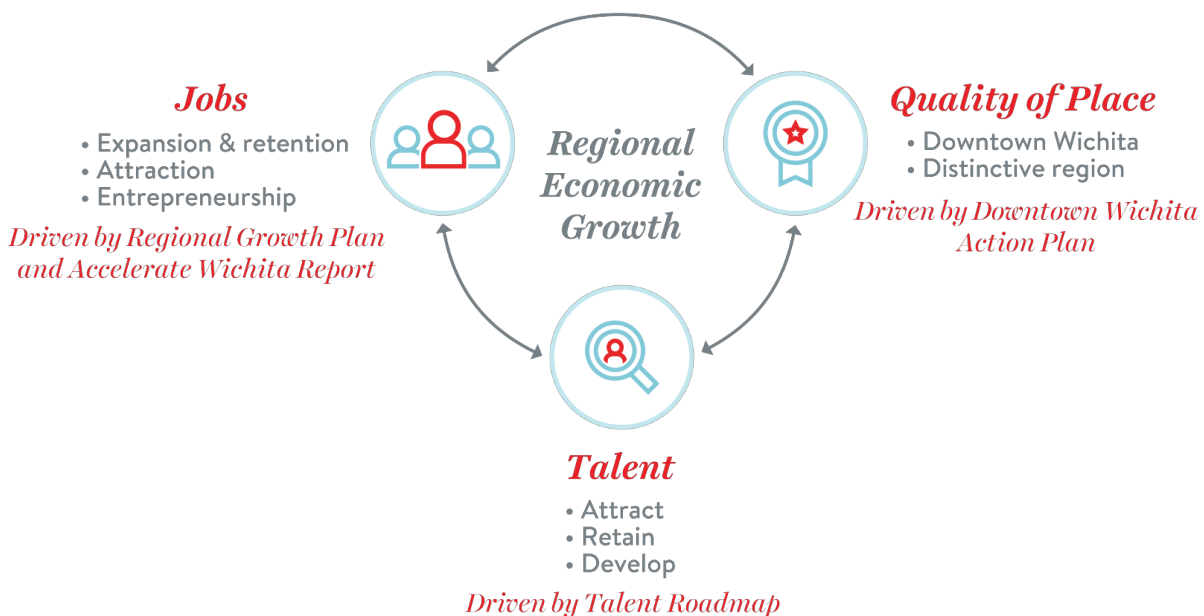 Jobs
• Expansion & retention
• Attraction
• Entrepreneurship
Driven by Regional Growth Plan
and Accelerate Wichita Report
Regional
Economic
Growth
Quality of Place
• Downtown Wichita
• Distinctive region
Driven by Downtown Wichita
Action Plan
Talent
• Attract
• Retain
• Develop
Driven by Talent Roadmap